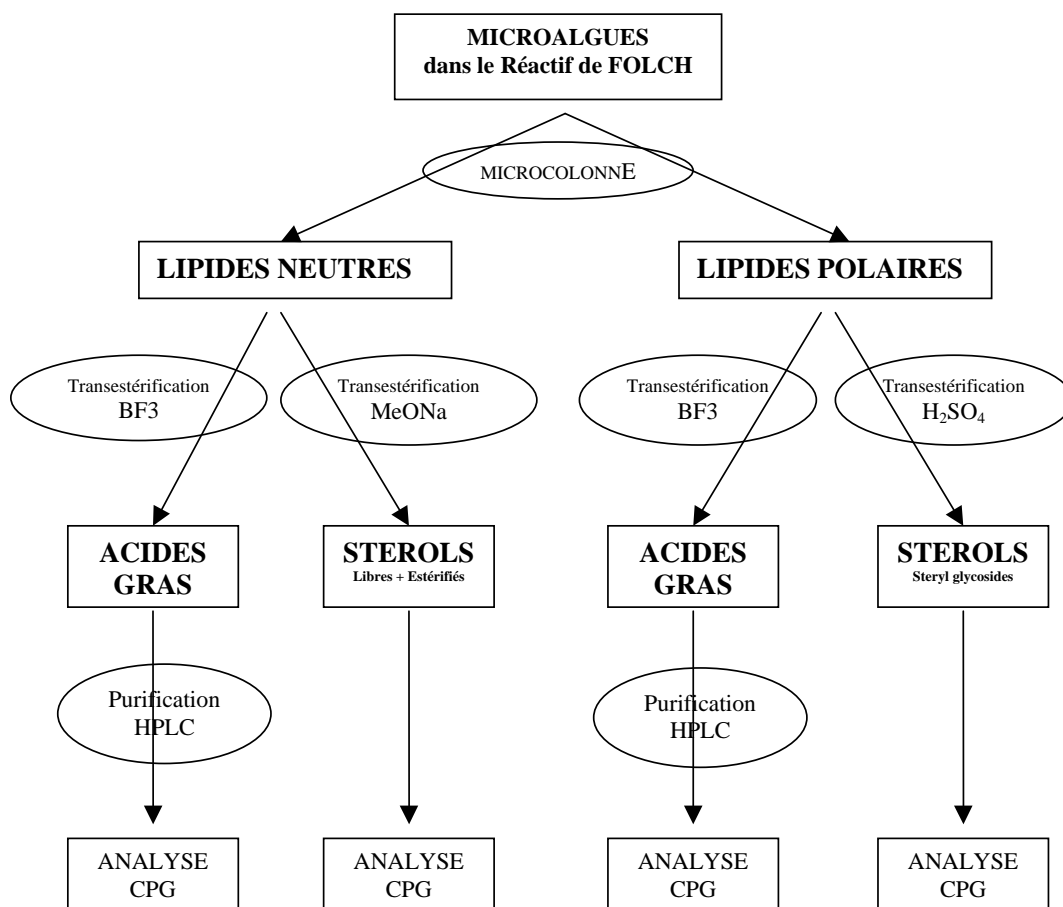 MICROALGUES
dans le Réactif de FOLCH
MICROCOLONNE
LIPIDES NEUTRES
LIPIDES POLAIRES
Transestérification
BF3
Transestérification
MeONa
Transestérification
BF3
Transestérification
H₂SO₄
ACIDES
GRAS
STEROLS
Libres + Estérifiés
ACIDES
GRAS
STEROLS
Steryl glycosides
Purification
HPLC
Purification
HPLC
ANALYSE
CPG
ANALYSE
CPG
ANALYSE
CPG
ANALYSE
CPG